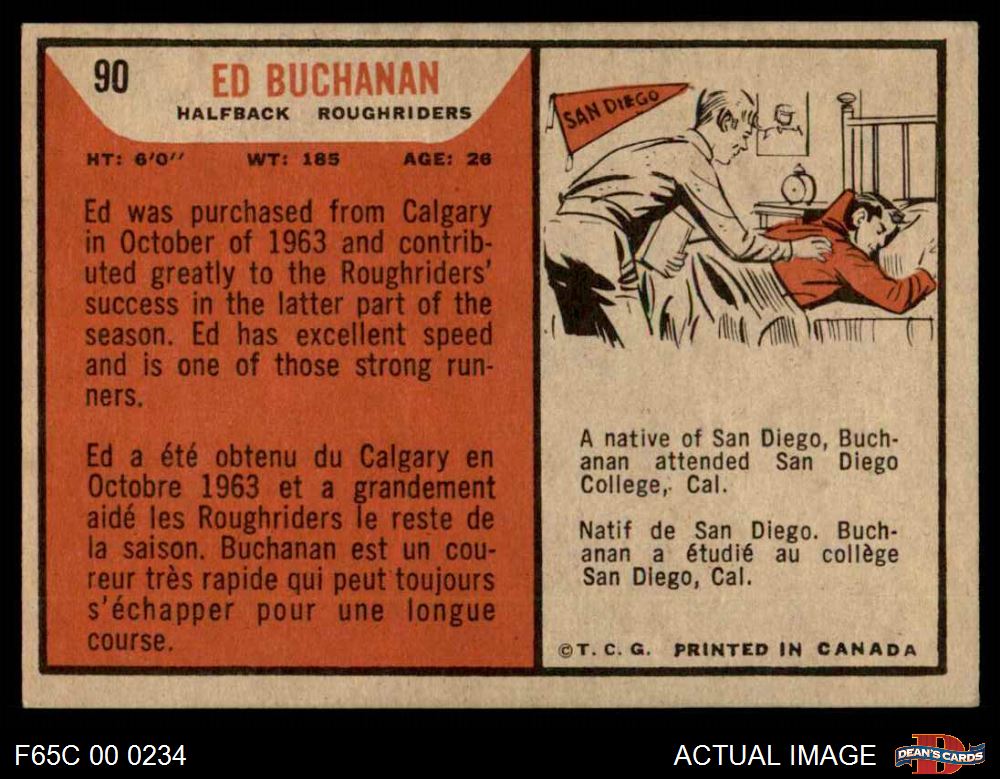 90
ED BUCHANAN
HALFBACK ROUGHRIDERS
HT: 6'0'' WT: 185 AGE: 26
Ed was purchased from Calgary
in October of 1963 and contrib-
uted greatly to the Roughriders'
success in the latter part of the
season. Ed has excellent speed
and is one of those strong run-
ners.
Ed a été obtenu du Calgary en
Octobre 1963 et a grandement
aidé les Roughriders le reste de
la saison. Buchanan est un cou-
reur très rapide qui peut toujours
s'échapper pour une longue
course.
SAN DIEGO
A native of San Diego, Buch-
anan attended San Diego
College, Cal.
Natif de San Diego. Buch-
anan a étudié au collège
San Diego, Cal.
©T. C. G. PRINTED IN CANADA
F65C 00 0234
ACTUAL IMAGE
DEAN'S CARDS